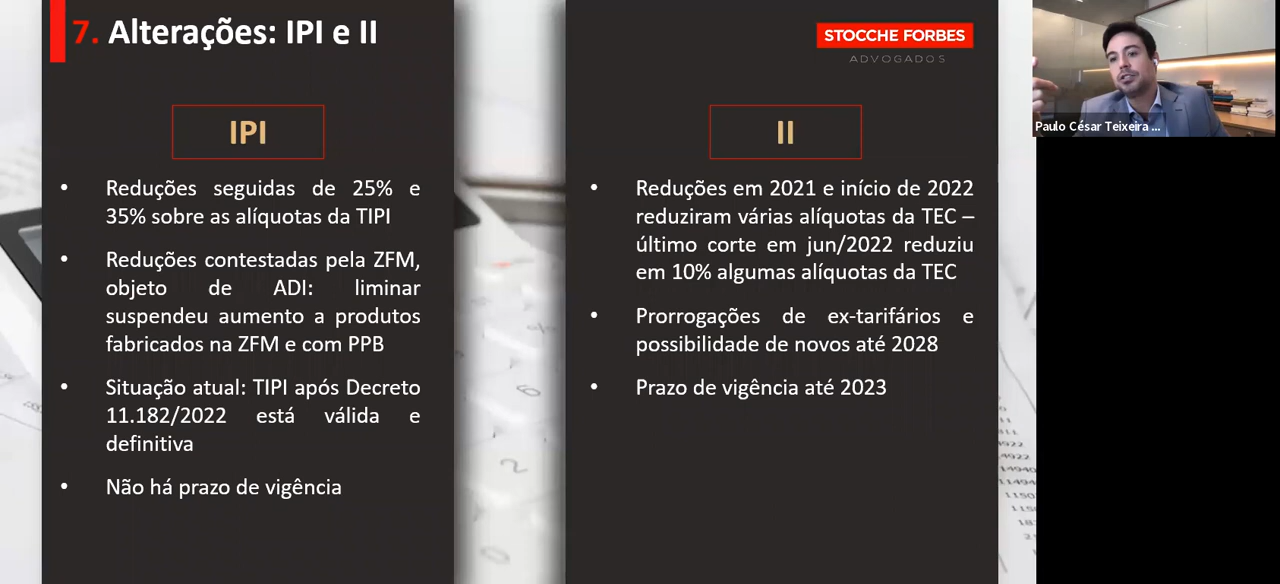 7. Alterações: IPI e II
STOCCHE FORBES
ADVOGADOS
IPI
Reduções seguidas de 25% e
35% sobre as alíquotas da TIPI
Reduções contestadas pela ZFM,
objeto de ADI: liminar
suspendeu aumento a produtos
fabricados na ZFM e com PPB
Situação atual: TIPI após Decreto
11.182/2022 está válida e
definitiva
Não há prazo de vigência
II
Reduções em 2021 e início de 2022
reduziram várias alíquotas da TEC –
último corte em jun/2022 reduziu
em 10% algumas alíquotas da TEC
Prorrogações de ex-tarifários e
possibilidade de novos até 2028
Prazo de vigência até 2023
Paulo César Teixeira ...